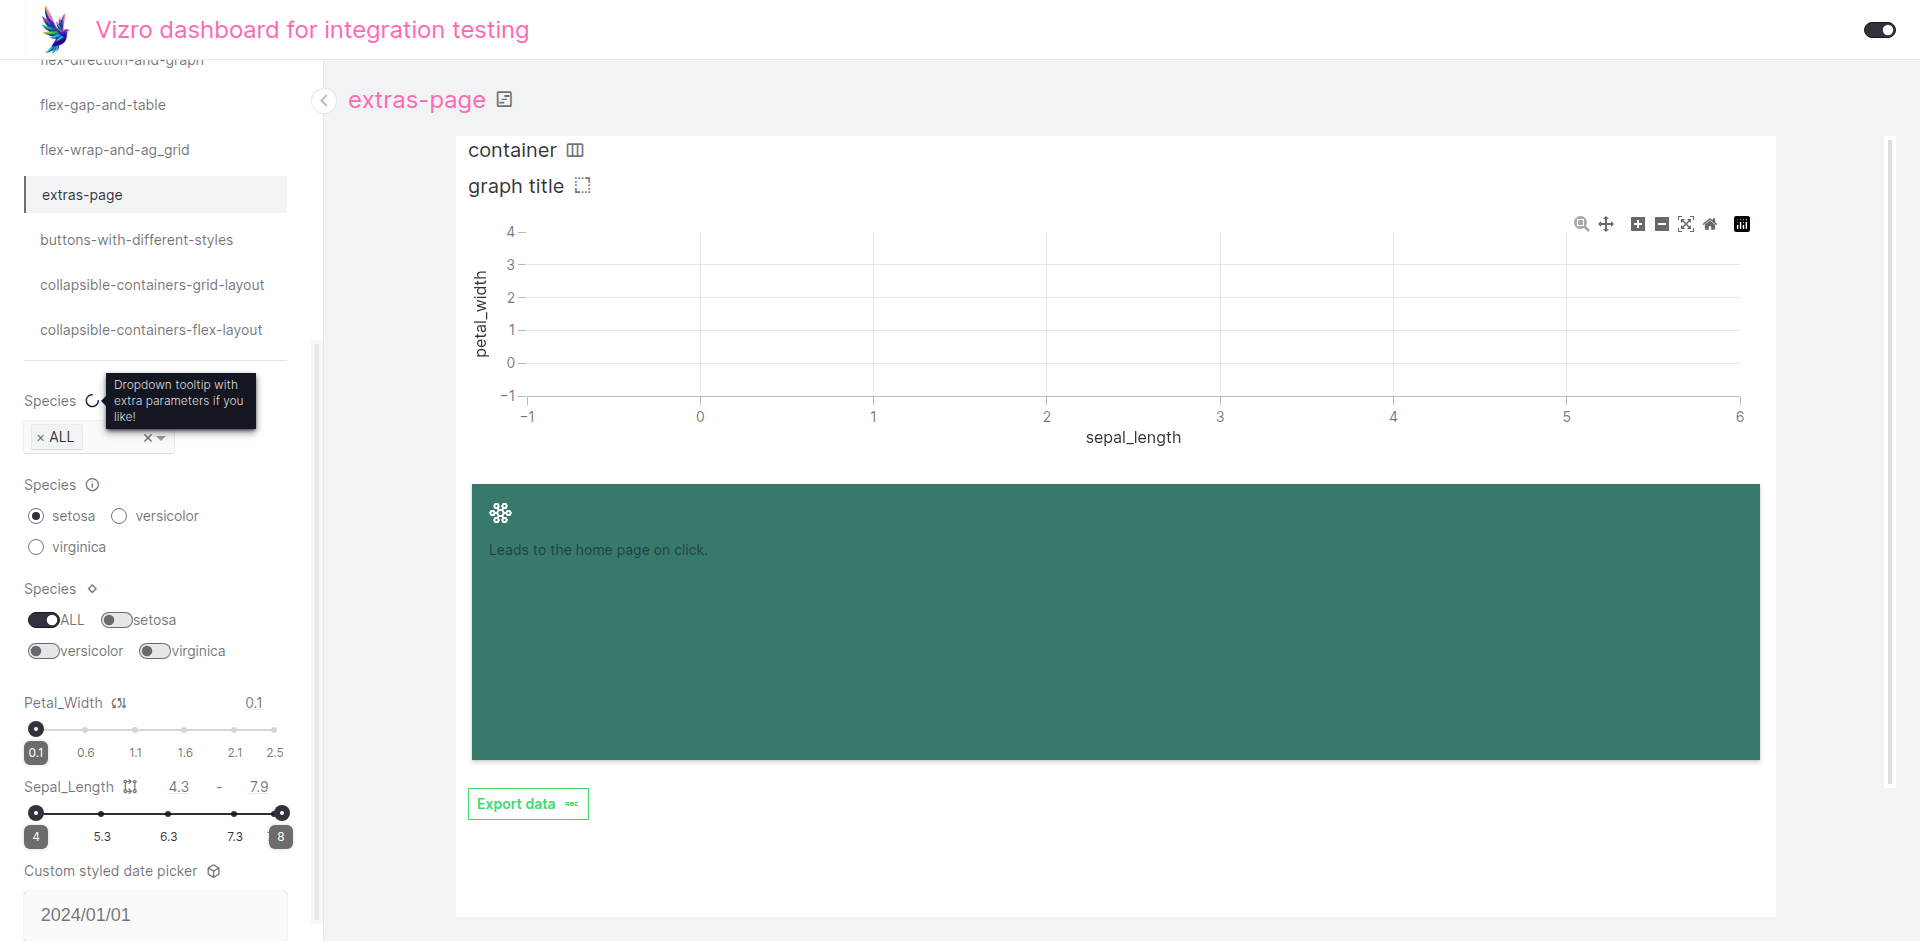 Vizro dashboard for integration testing
flex-direction-and-graph
flex-gap-and-table
flex-wrap-and-ag_grid
extras-page
buttons-with-different-styles
collapsible-containers-grid-layout
collapsible-containers-flex-layout
Species
Dropdown tooltip with
extra parameters if you
like!
× ALL
×
Species
setosa versicolor
virginica
Species
ALL setosa
versicolor virginica
Petal_Width 0.1
0.1 0.6 1.1 1.6 2.1 2.5
Sepal_Length 4.3 - 7.9
4 5.3 6.3 7.3 8
Custom styled date picker
2024/01/01
extras-page
container
graph title
4
3
2
1
0
−1
petal_width
−1 0 1 2 3 4 5 6
sepal_length
Leads to the home page on click.
Export data ABC